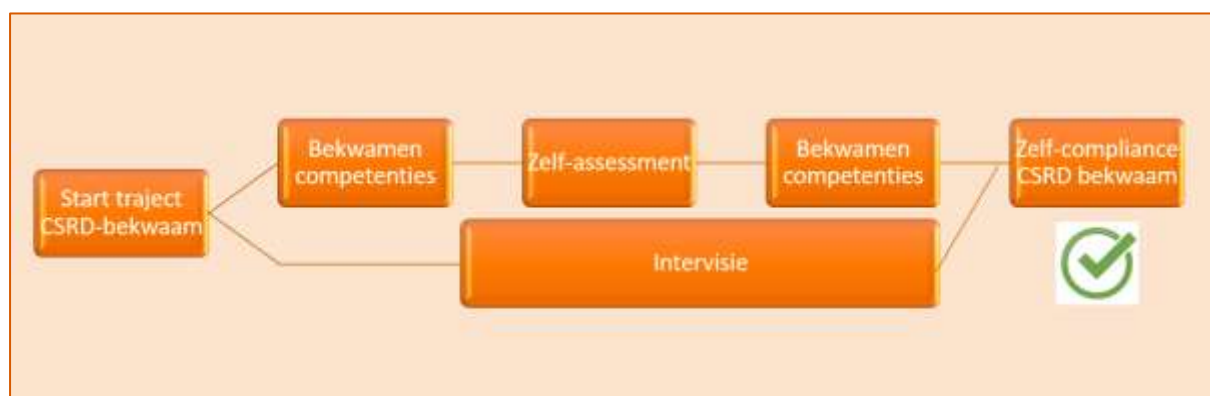 Start traject
CSRD-bekwaam
Bekwamen
competenties
Zelf-assessment
Bekwamen
competenties
Zelf-compliance
CSRD bekwaam
Intervisie